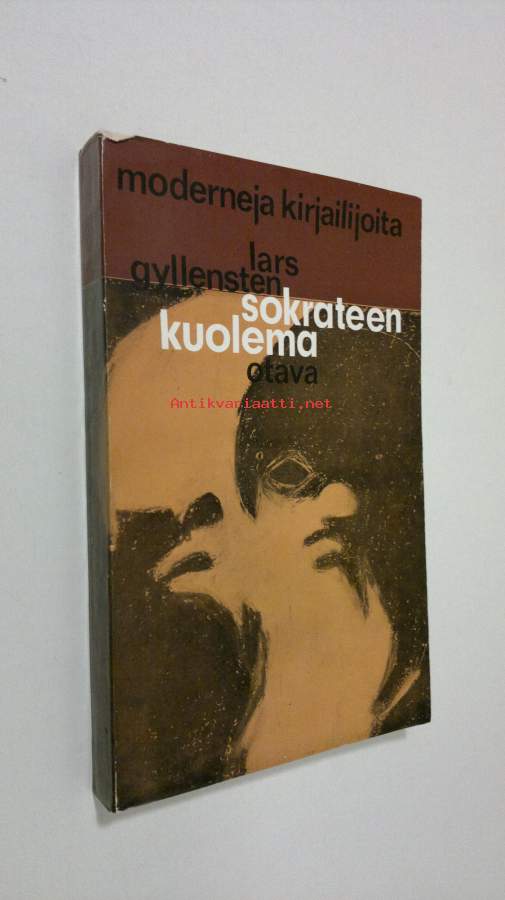 moderneja kirjailijoita
lars
gyllensten
sokrateen
kuolema
otava
Antikvariaatti.net